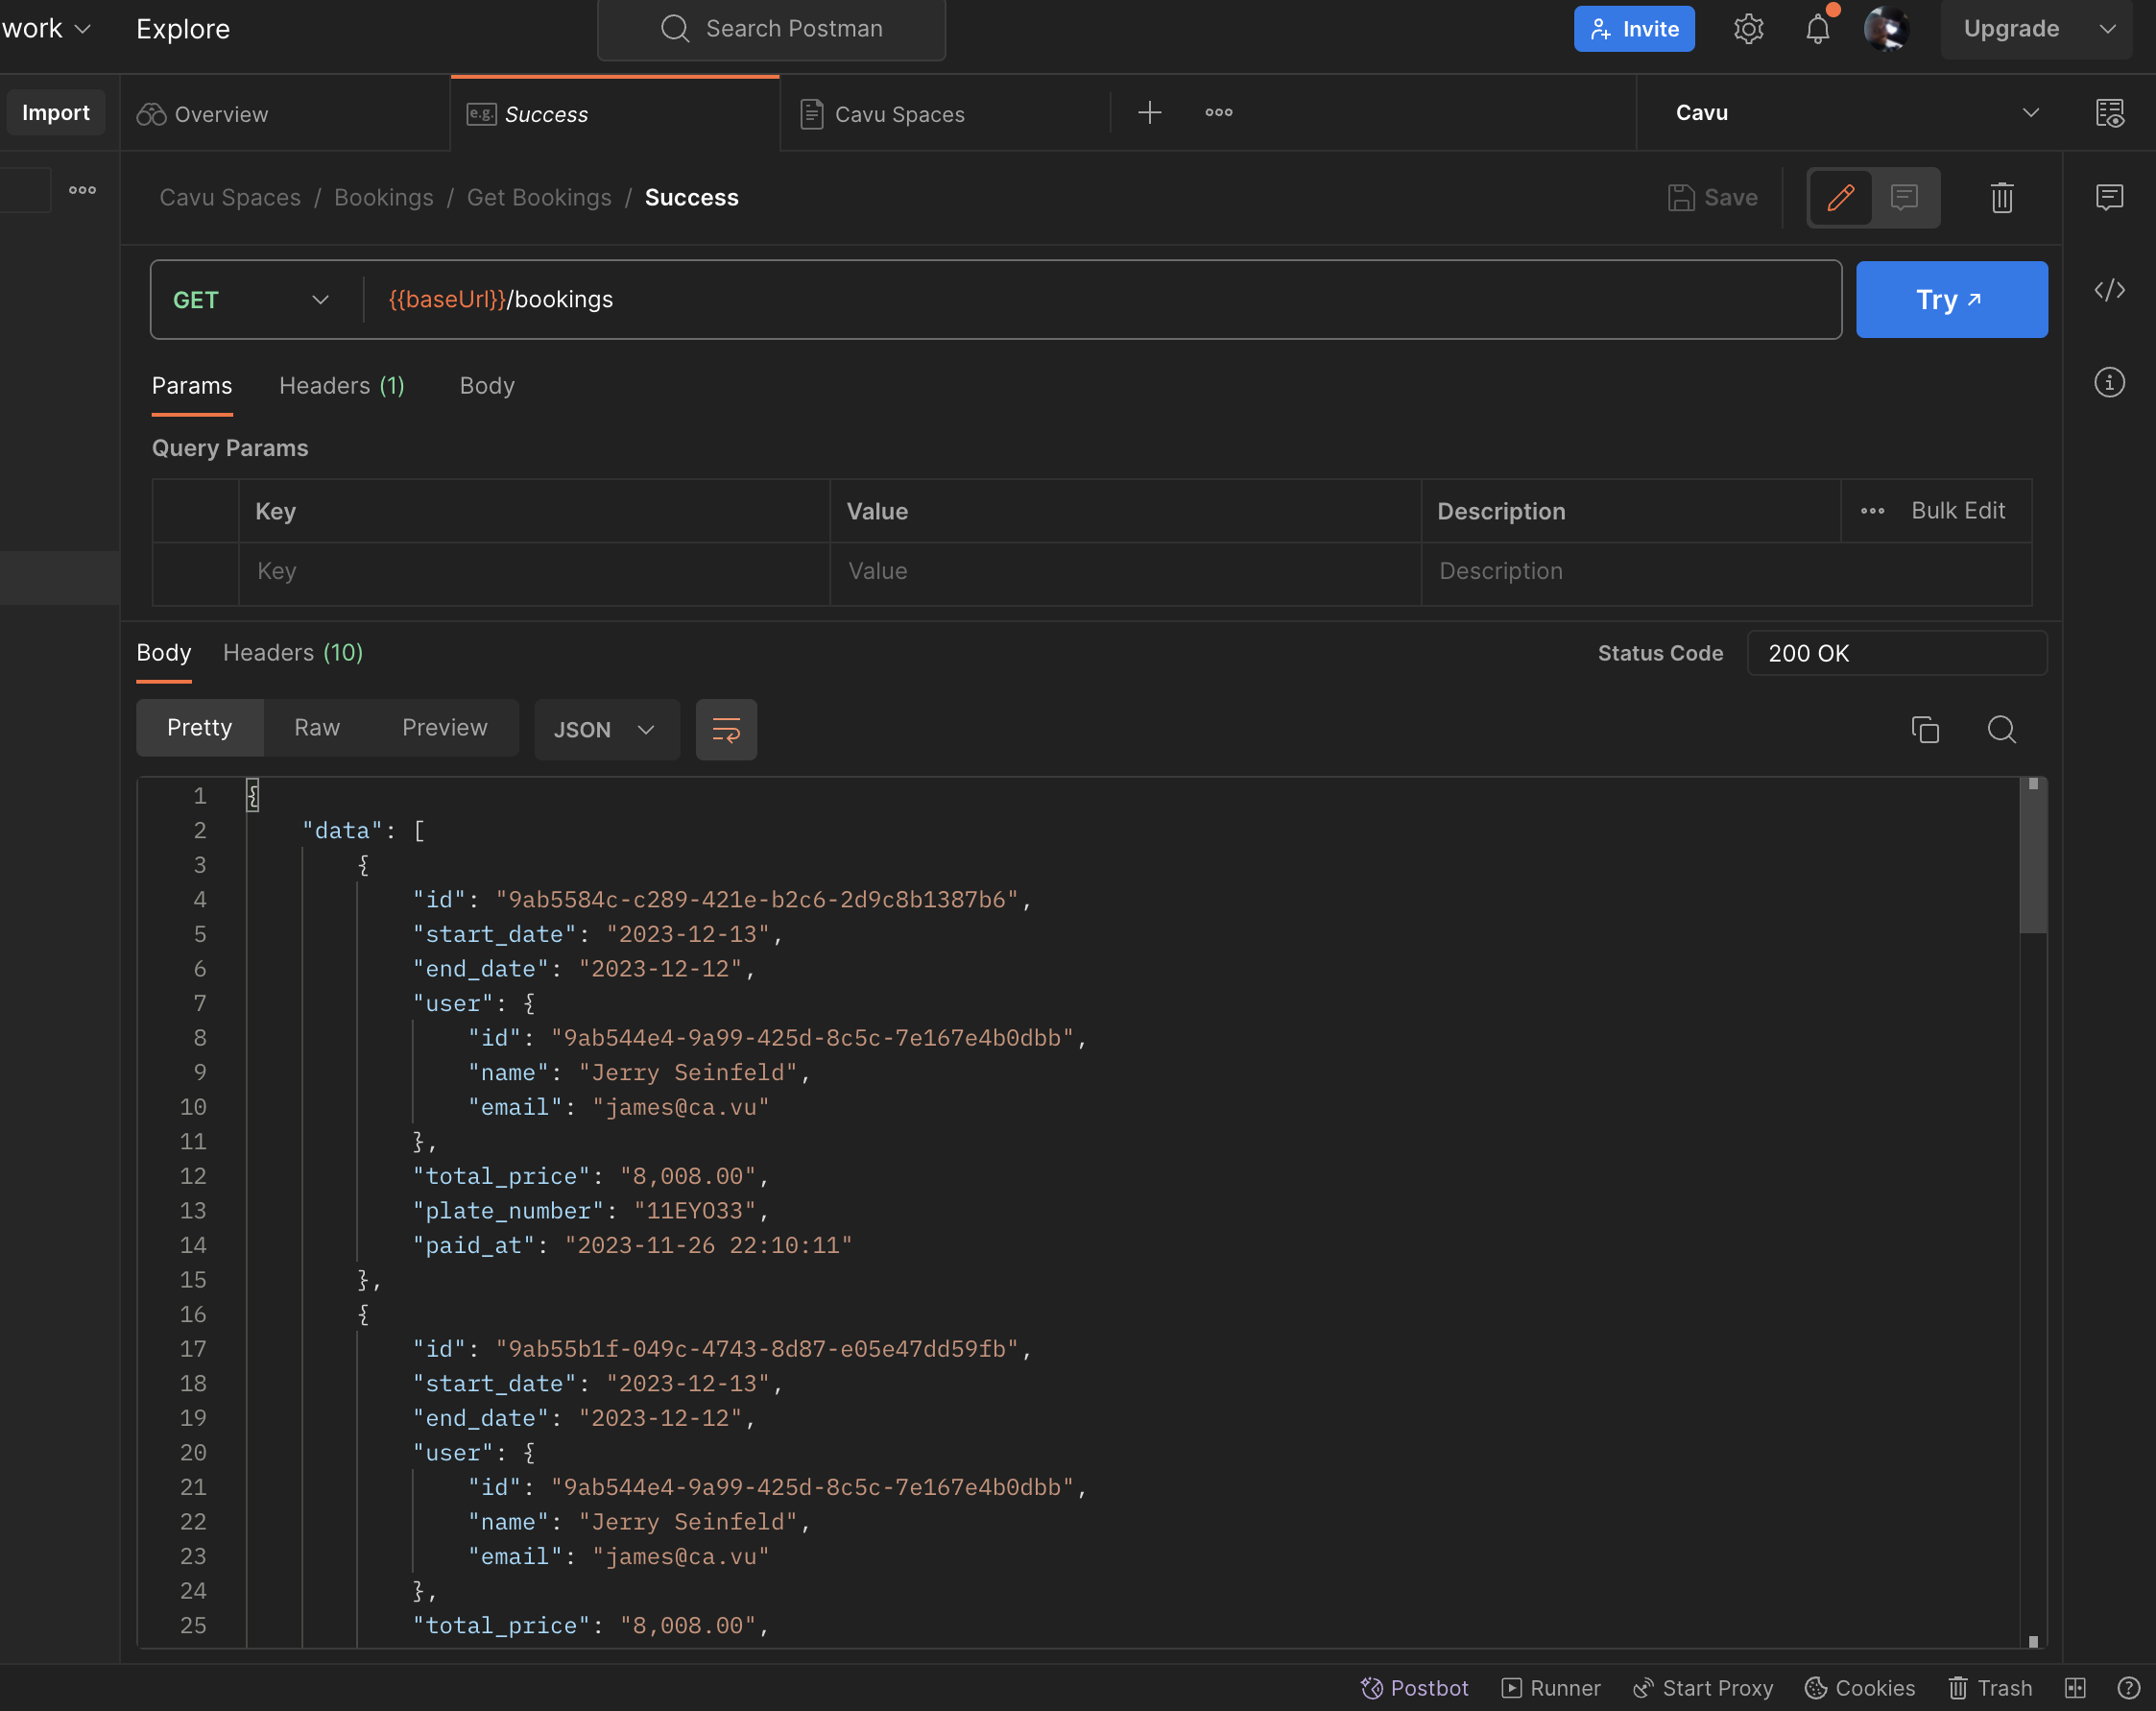 work Explore Search Postman Invite Upgrade
Import Overview e.g. Success Cavu Spaces Cavu
Cavu Spaces / Bookings / Get Bookings / Success Save
GET {{baseUrl}}/bookings Try
Params Headers (1) Body
Query Params
Key Value Description Bulk Edit
Key Value Description
Body Headers (10) Status Code 200 OK
Pretty Raw Preview JSON
1 {
2 "data": [
3 {
4 "id": "9ab5584c-c289-421e-b2c6-2d9c8b1387b6",
5 "start_date": "2023-12-13",
6 "end_date": "2023-12-12",
7 "user": {
8 "id": "9ab544e4-9a99-425d-8c5c-7e167e4b0dbb",
9 "name": "Jerry Seinfeld",
10 "email": "james@ca.vu"
11 },
12 "total_price": "8,008.00",
13 "plate_number": "11EYO33",
14 "paid_at": "2023-11-26 22:10:11"
15 },
16 {
17 "id": "9ab55b1f-049c-4743-8d87-e05e47dd59fb",
18 "start_date": "2023-12-13",
19 "end_date": "2023-12-12",
20 "user": {
21 "id": "9ab544e4-9a99-425d-8c5c-7e167e4b0dbb",
22 "name": "Jerry Seinfeld",
23 "email": "james@ca.vu"
24 },
25 "total_price": "8,008.00",
Postbot Runner Start Proxy Cookies Trash